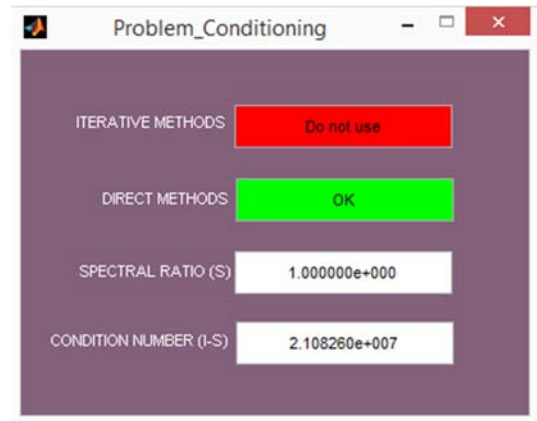 Problem_Conditioning
ITERATIVE METHODS Do not use
DIRECT METHODS OK
SPECTRAL RATIO (S) 1.000000e+000
CONDITION NUMBER (I-S) 2.108260e+007